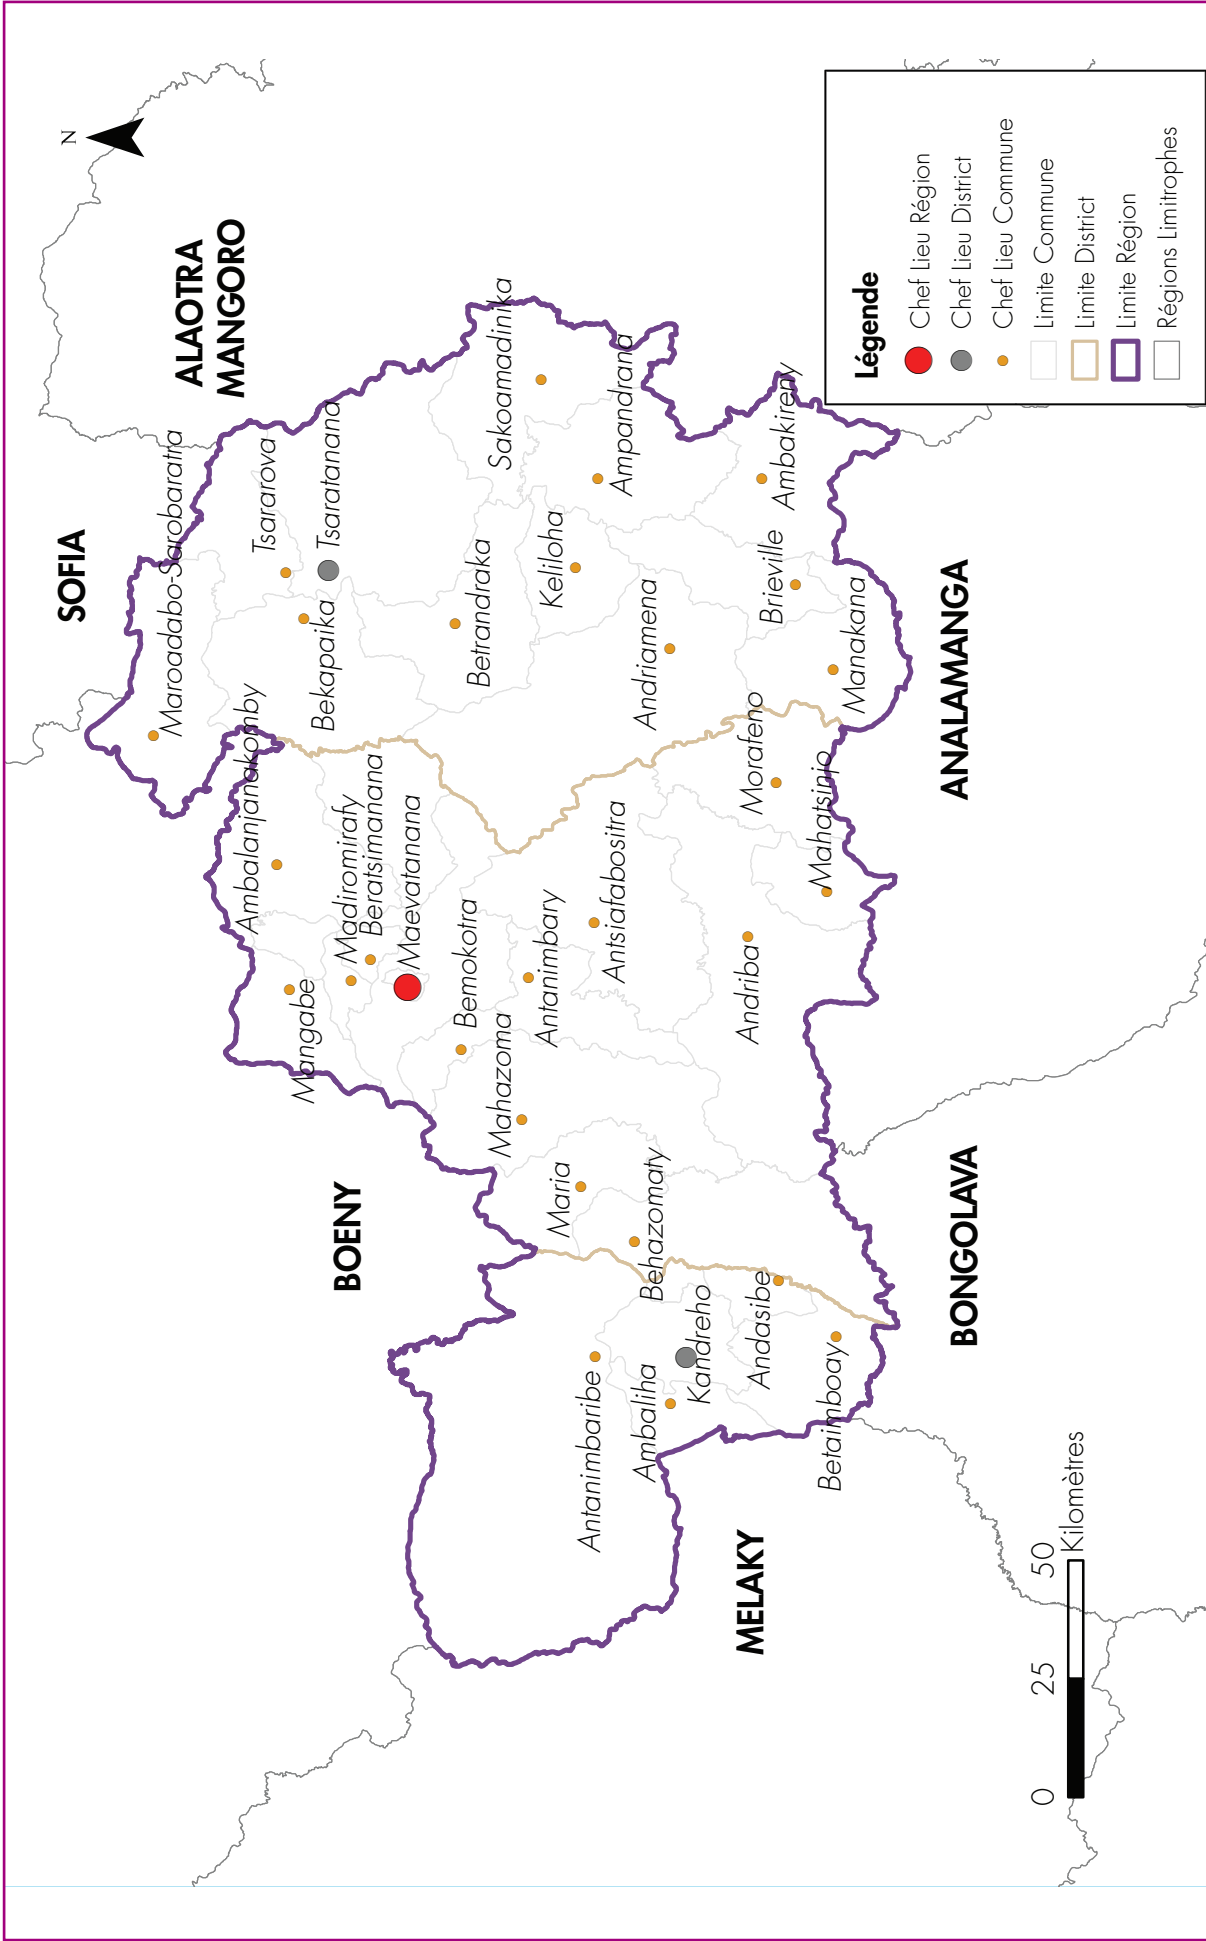 N
SOFIA
ALAOTRA
MANGORO
Maroadabo-Sarobaratra
Tsararova
Tsaratanana
Bekapaika
Ambalanjanakomby
Mangabe
Madiromirafy
Beratsimanana
Maevatanana
Bemokotra
Betrandraka
Sakoamadinika
Keliloha
Ampandrana
Andriamena
Antsiafabositra
Antanimbary
Mahazoma
BOENY
Maria
Behazomaty
Antanimbaribe
Ambaliha
Kandreho
Andasibe
Betaimboay
Andriba
Morafeno
Mahatsinjo
Brieville
Manakana
Ambakireny
MELAKY
BONGOLAVA
ANALAMANGA
0 25 50
Kilomètres
Légende
Chef Lieu Région
Chef Lieu District
Chef Lieu Commune
Limite Commune
Limite District
Limite Région
Régions Limitrophes